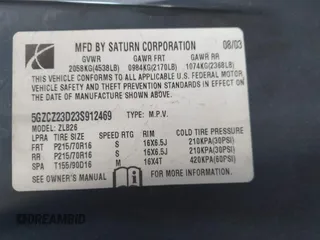 MFD BY SATURN CORPORATION 08/03
GVWR GAWR FRT GAWR RR
2058KG(4538LB) 0984KG(2170LB) 1074KG(2368LB)
THIS VEHICLE CONFORMS TO ALL APPLICABLE
U.S. FEDERAL MOTOR VEHICLE
VEHICLE SAFETY AND THEFT PREVENTION
STANDARDS IN EFFECT ON THE DATE OF
MANUFACTURE SHOWN ABOVE.
5GZCZ23D23S912469 TYPE: M.P.V.
MODEL: ZLB26
LPRA TIRE SIZE SPEED RTG RIM COLD TIRE PRESSURE
FRT P215/70R16 S 16X6.5J 210KPA(30PSI)
RR P215/70R16 S 16X6.5J 210KPA(30PSI)
SPA T155/90D16 M 16X4T 420KPA(60PSI)
SEE OWNER'S MANUAL FOR ADDITIONAL INFORMATION
DREAMBID